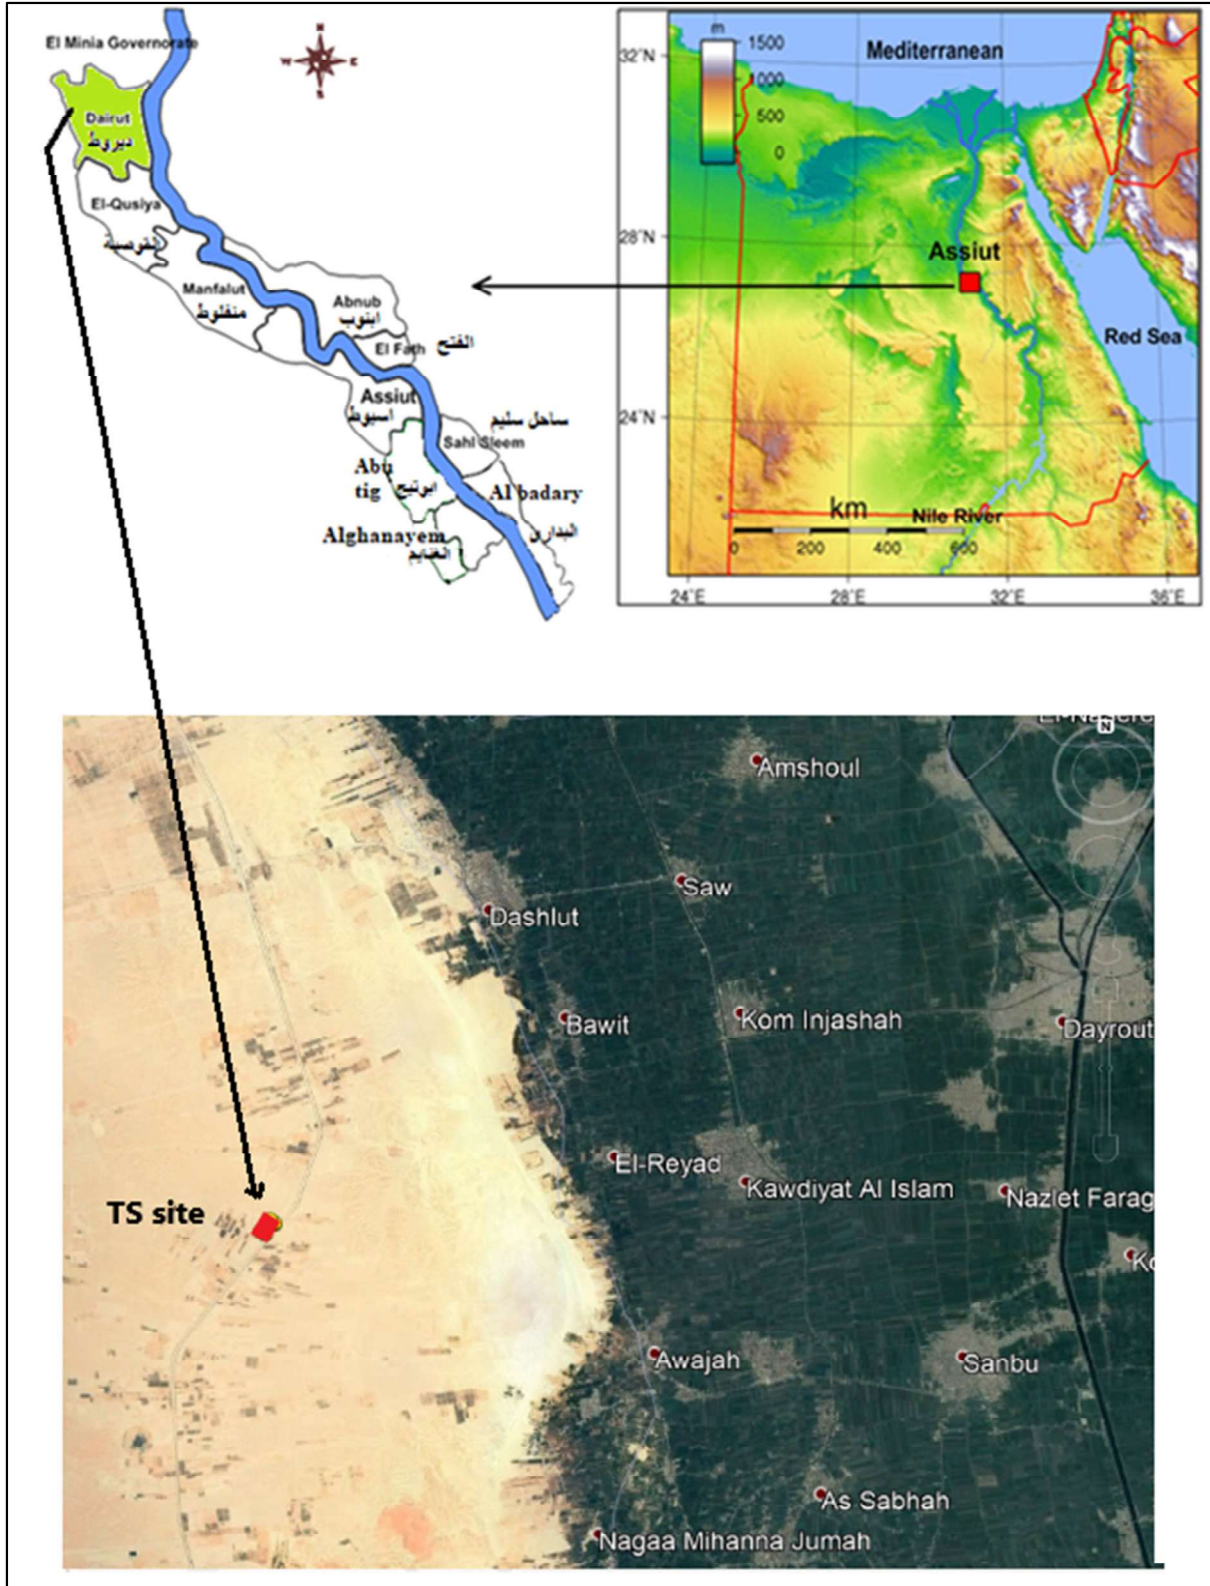 El Minia Governorate
N
W
E
S
Dairut
ديروط
El-Qusiya
القوصية
Manfalut
منفلوط
Abnub
ابنوب
El Fath
الفتح
Assiut
اسيوط
ساحل سليم
Sahl Sleem
Abu
tig
ابوتيج
Al badary
البدارى
Alghanayem
الغنايم
m
1500
1000
500
0
32°N
28°N
24°N
24°E
28°E
32°E
36°E
Mediterranean
Assiut
Red Sea
km
Nile River
0
200
400
600
N
Amshoul
Saw
Dashlut
Bawit
Kom Injashah
Dayrout
El-Reyad
Kawdiyat Al Islam
Nazlet Farag
TS site
Ko
Awajah
Sanbu
As Sabhah
Nagaa Mihanna Jumah